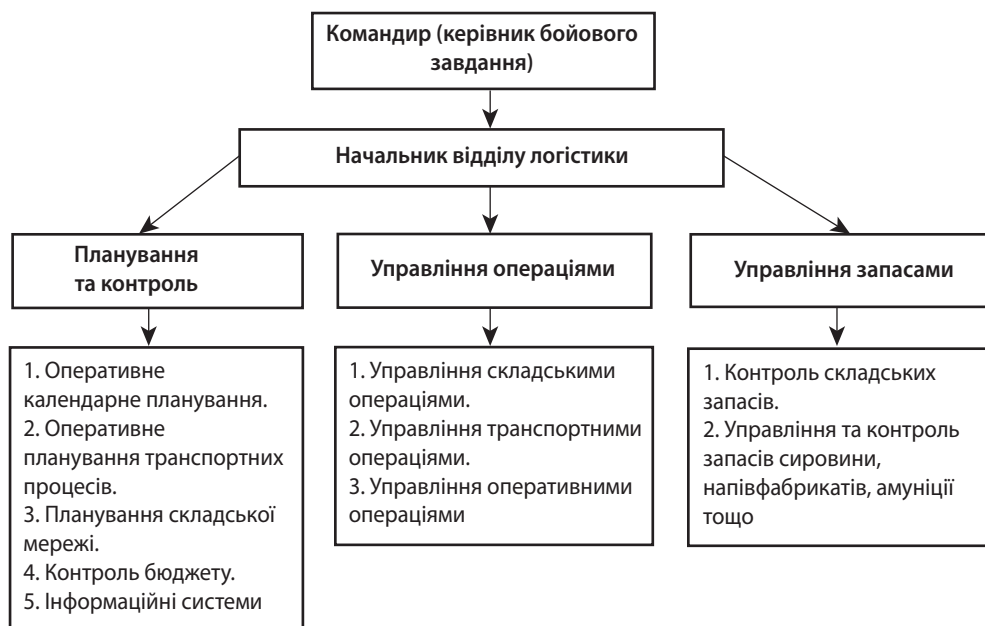 Командир (керівник бойового
завдання)
Начальник відділу логістики
Планування
та контроль
Управління операціями
Управління запасами
1. Оперативне
календарне планування.
2. Оперативне
планування транспортних
процесів.
3. Планування складської
мережі.
4. Контроль бюджету.
5. Інформаційні системи
1. Управління складськими
операціями.
2. Управління транспортними
операціями.
3. Управління оперативними
операціями
1. Контроль складських
запасів.
2. Управління та контроль
запасів сировини,
напівфабрикатів, амуніції
тощо